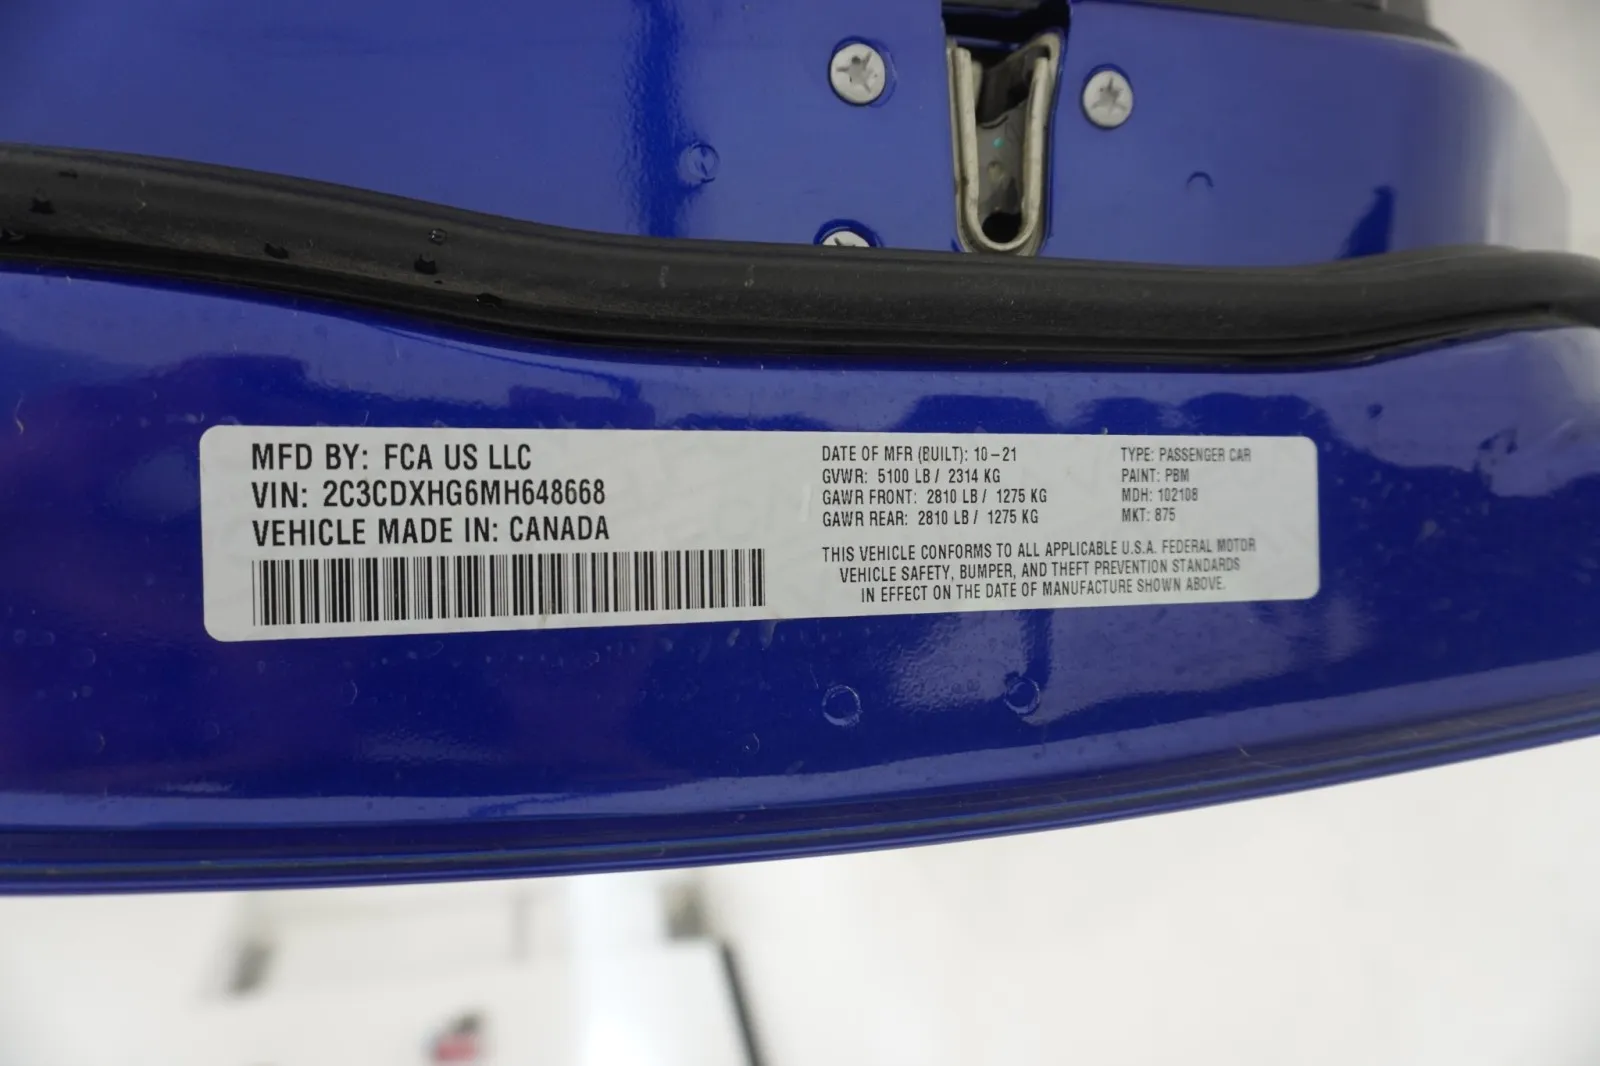 MFD BY: FCA US LLC
VIN: 2C3CDXHG6MH648668
VEHICLE MADE IN: CANADA
DATE OF MFR (BUILT): 10-21
GVWR: 5100 LB / 2314 KG
GAWR FRONT: 2810 LB / 1275 KG
GAWR REAR: 2810 LB / 1275 KG
TYPE: PASSENGER CAR
PAINT: PBM
MDH: 102108
MKT: 875
THIS VEHICLE CONFORMS TO ALL APPLICABLE U.S.A. FEDERAL MOTOR
VEHICLE SAFETY, BUMPER, AND THEFT PREVENTION STANDARDS
IN EFFECT ON THE DATE OF MANUFACTURE SHOWN ABOVE.